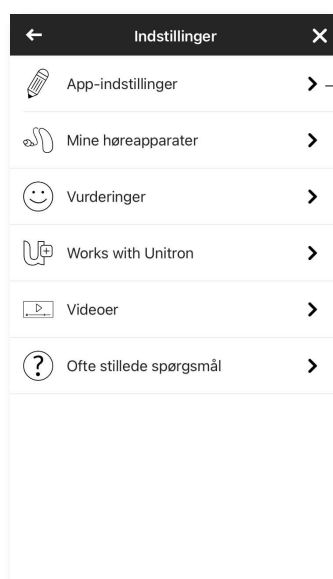 Indstillinger
App-indstillinger
Mine høreapparater
Vurderinger
Works with Unitron
Videoer
Ofte stillede spørgsmål